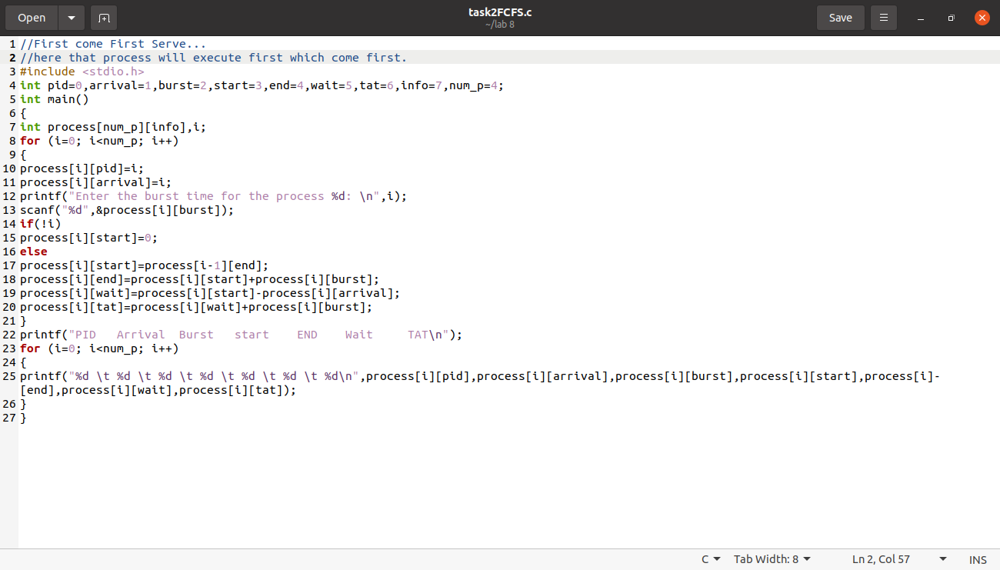 Open
task2FCFS.c
~/lab 8
Save
1 //First come First Serve...
2 //here that process will execute first which come first.
3 #include <stdio.h>
4 int pid=0,arrival=1,burst=2,start=3,end=4,wait=5,tat=6,info=7,num_p=4;
5 int main()
6 {
7 int process[num_p][info],i;
8 for (i=0; i<num_p; i++)
9 {
10 process[i][pid]=i;
11 process[i][arrival]=i;
12 printf("Enter the burst time for the process %d: \n",i);
13 scanf("%d",&process[i][burst]);
14 if(!i)
15 process[i][start]=0;
16 else
17 process[i][start]=process[i-1][end];
18 process[i][end]=process[i][start]+process[i][burst];
19 process[i][wait]=process[i][start]-process[i][arrival];
20 process[i][tat]=process[i][wait]+process[i][burst];
21 }
22 printf("PID   Arrival  Burst   start    END    Wait     TAT\n");
23 for (i=0; i<num_p; i++)
24 {
25 printf("%d \t %d \t %d \t %d \t %d \t %d \t %d\n",process[i][pid],process[i][arrival],process[i][burst],process[i][start],process[i]-
[end],process[i][wait],process[i][tat]);
26 }
27 }
C Tab Width: 8 Ln 2, Col 57 INS